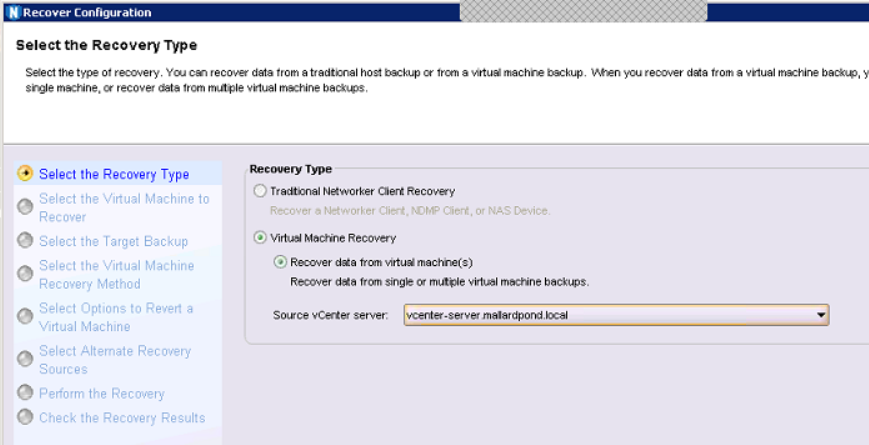 N Recover Configuration
Select the Recovery Type
Select the type of recovery. You can recover data from a traditional host backup or from a virtual machine backup. When you recover data from a virtual machine backup, y
single machine, or recover data from multiple virtual machine backups.
Select the Recovery Type
Select the Virtual Machine to
Recover
Select the Target Backup
Select the Virtual Machine
Recovery Method
Select Options to Revert a
Virtual Machine
Select Alternate Recovery
Sources
Perform the Recovery
Check the Recovery Results
Recovery Type
Traditional Networker Client Recovery
Recover a Networker Client, NDMP Client, or NAS Device.
Virtual Machine Recovery
Recover data from virtual machine(s)
Recover data from single or multiple virtual machine backups.
Source vCenter server: vcenter-server.mallardpond.local